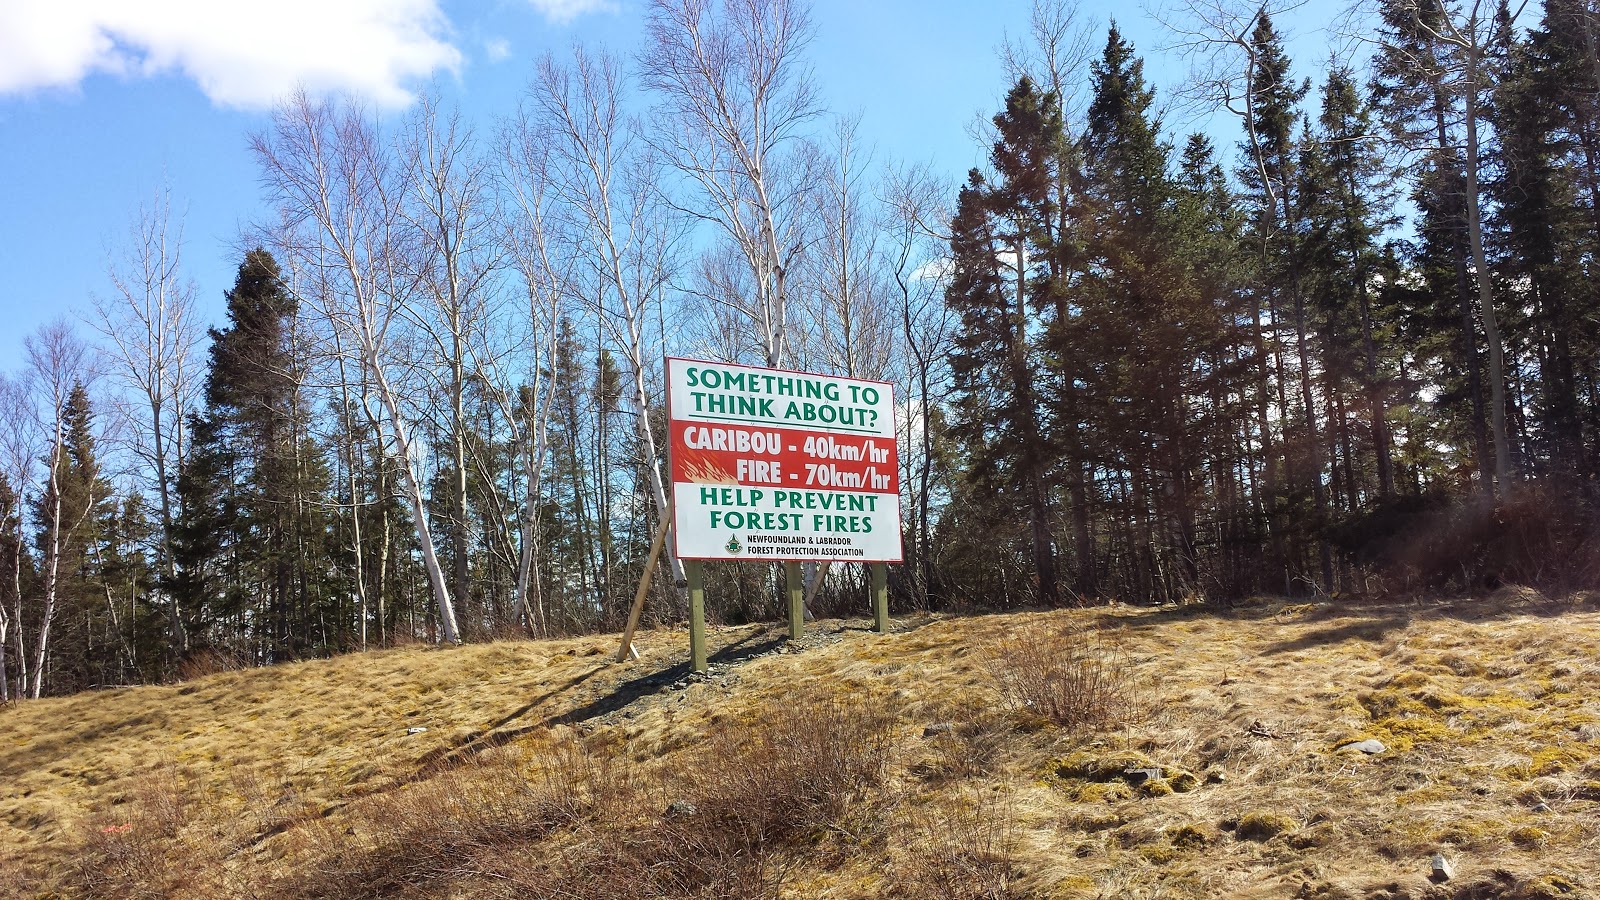 SOMETHING TO
THINK ABOUT?
CARIBOU - 40km/hr
FIRE - 70km/hr
HELP PREVENT
FOREST FIRES
NEWFOUNDLAND & LABRADOR
FOREST PROTECTION ASSOCIATION